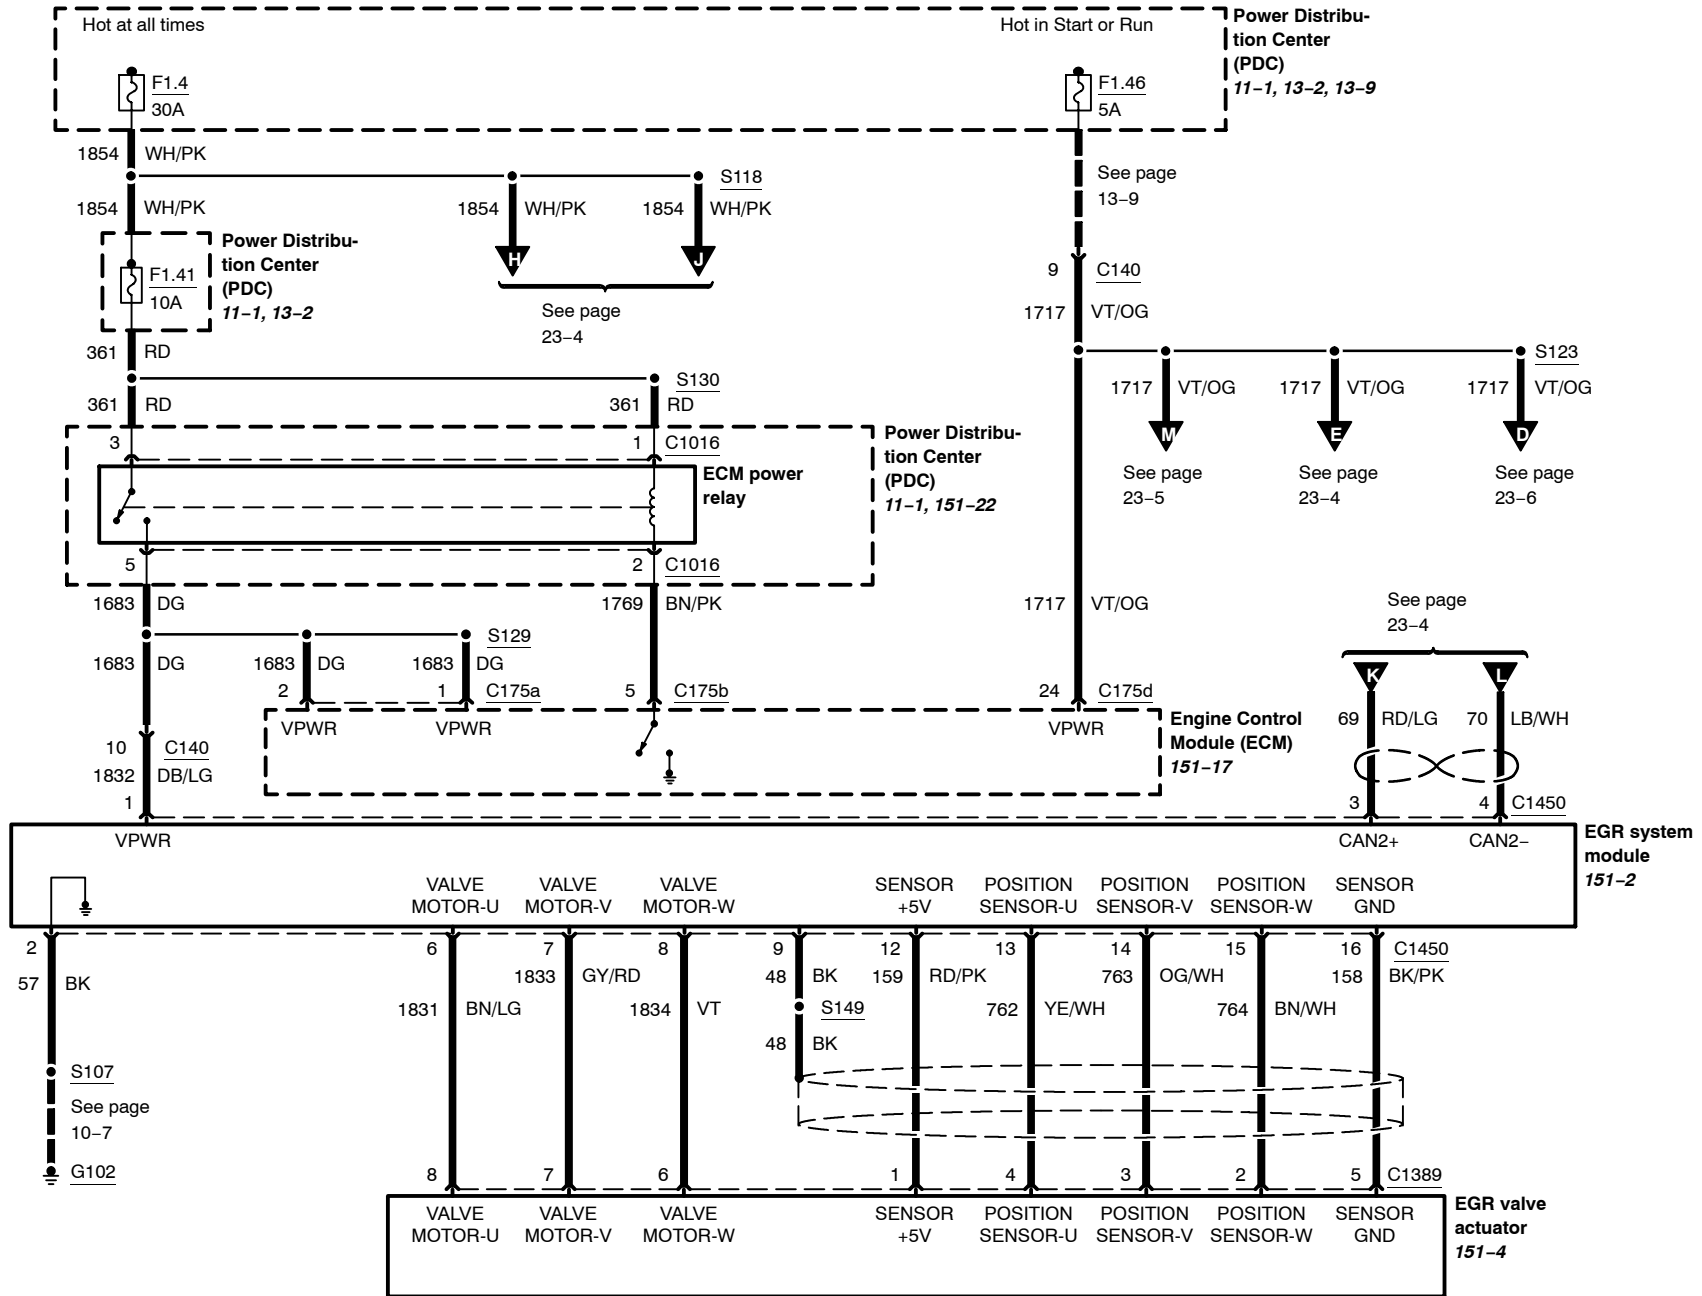 Hot at all times
Hot in Start or Run
Power Distribu-
tion Center
(PDC)
11–1, 13–2, 13–9
F1.4
30A
F1.46
5A
1854 WH/PK
S118
See page
13–9
1854 WH/PK
1854 WH/PK
1854 WH/PK
Power Distribu-
tion Center
(PDC)
11–1, 13–2
F1.41
10A
H
J
See page
23–4
9 C140
1717 VT/OG
361 RD
S130
S123
361 RD
361 RD
1717 VT/OG
1717 VT/OG
1717 VT/OG
M
E
D
See page
23–5
See page
23–4
See page
23–6
3
1 C1016
Power Distribu-
tion Center
(PDC)
11–1, 151–22
ECM power
relay
5
2 C1016
1683 DG
1769 BN/PK
1717 VT/OG
See page
23–4
S129
1683 DG
1683 DG
1683 DG
K
L
2
1 C175a
5 C175b
24 C175d
VPWR
VPWR
VPWR
Engine Control
Module (ECM)
151–17
69 RD/LG
70 LB/WH
10 C140
1832 DB/LG
1
3
4 C1450
VPWR
CAN2+
CAN2–
EGR system
module
151–2
VALVE
MOTOR-U
VALVE
MOTOR-V
VALVE
MOTOR-W
SENSOR
+5V
POSITION
SENSOR-U
POSITION
SENSOR-V
POSITION
SENSOR-W
SENSOR
GND
2
6
7
8
9
12
13
14
15
16 C1450
57 BK
1833 GY/RD
48 BK
159 RD/PK
763 OG/WH
158 BK/PK
1831 BN/LG
1834 VT
S149
762 YE/WH
764 BN/WH
48 BK
S107
See page
10–7
G102
8
7
6
1
4
3
2
5 C1389
VALVE
MOTOR-U
VALVE
MOTOR-V
VALVE
MOTOR-W
SENSOR
+5V
POSITION
SENSOR-U
POSITION
SENSOR-V
POSITION
SENSOR-W
SENSOR
GND
EGR valve
actuator
151–4